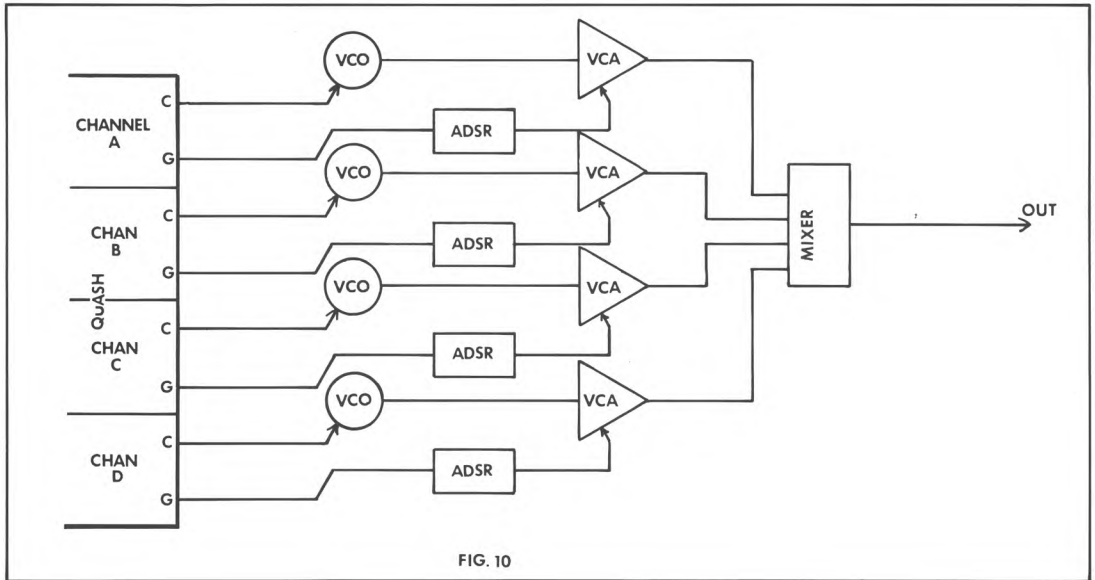 VCO
VCA
C
CHANNEL
A
ADSR
G
VCO
VCA
C
CHAN
B
ADSR
G
QUASH
VCO
VCA
C
CHAN
C
ADSR
G
VCO
VCA
C
CHAN
D
ADSR
G
MIXER
OUT
FIG. 10